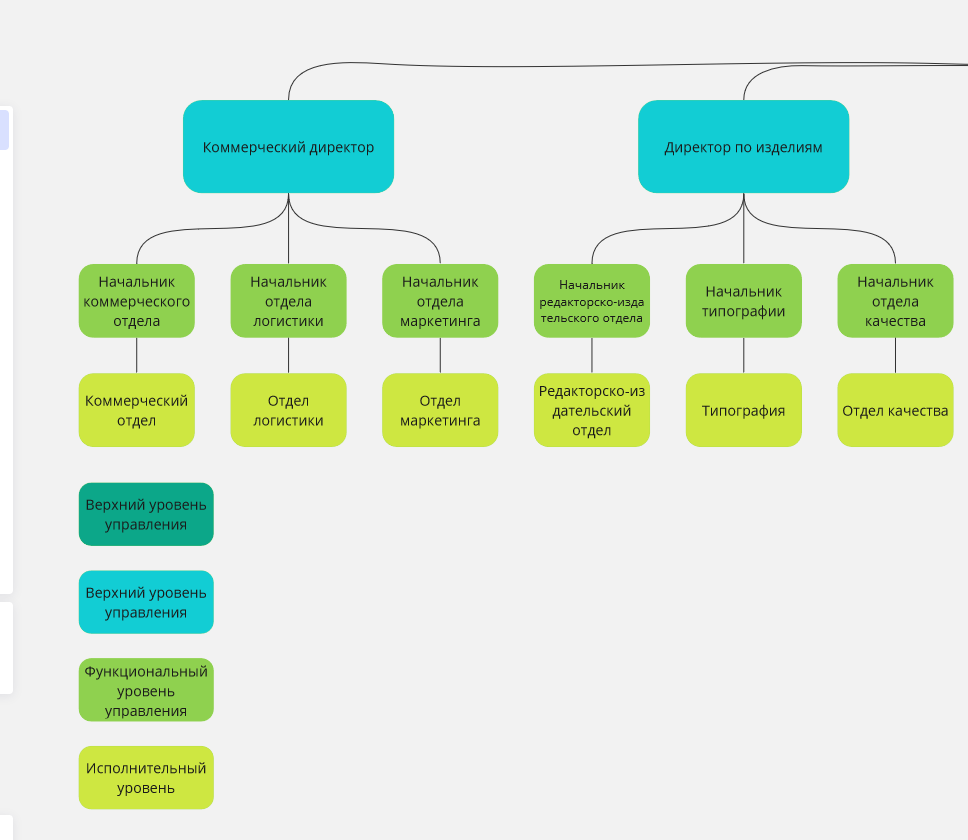 Коммерческий директор
Директор по изделиям
Начальник
коммерческого
отдела
Начальник
отдела
логистики
Начальник
отдела
маркетинга
Начальник
редакторско-изда
тельского отдела
Начальник
типографии
Начальник
отдела
качества
Коммерческий
отдел
Отдел
логистики
Отдел
маркетинга
Редакторско-из
дательский
отдел
Типография
Отдел качества
Верхний уровень
управления
Верхний уровень
управления
Функциональный
уровень
управления
Исполнительный
уровень